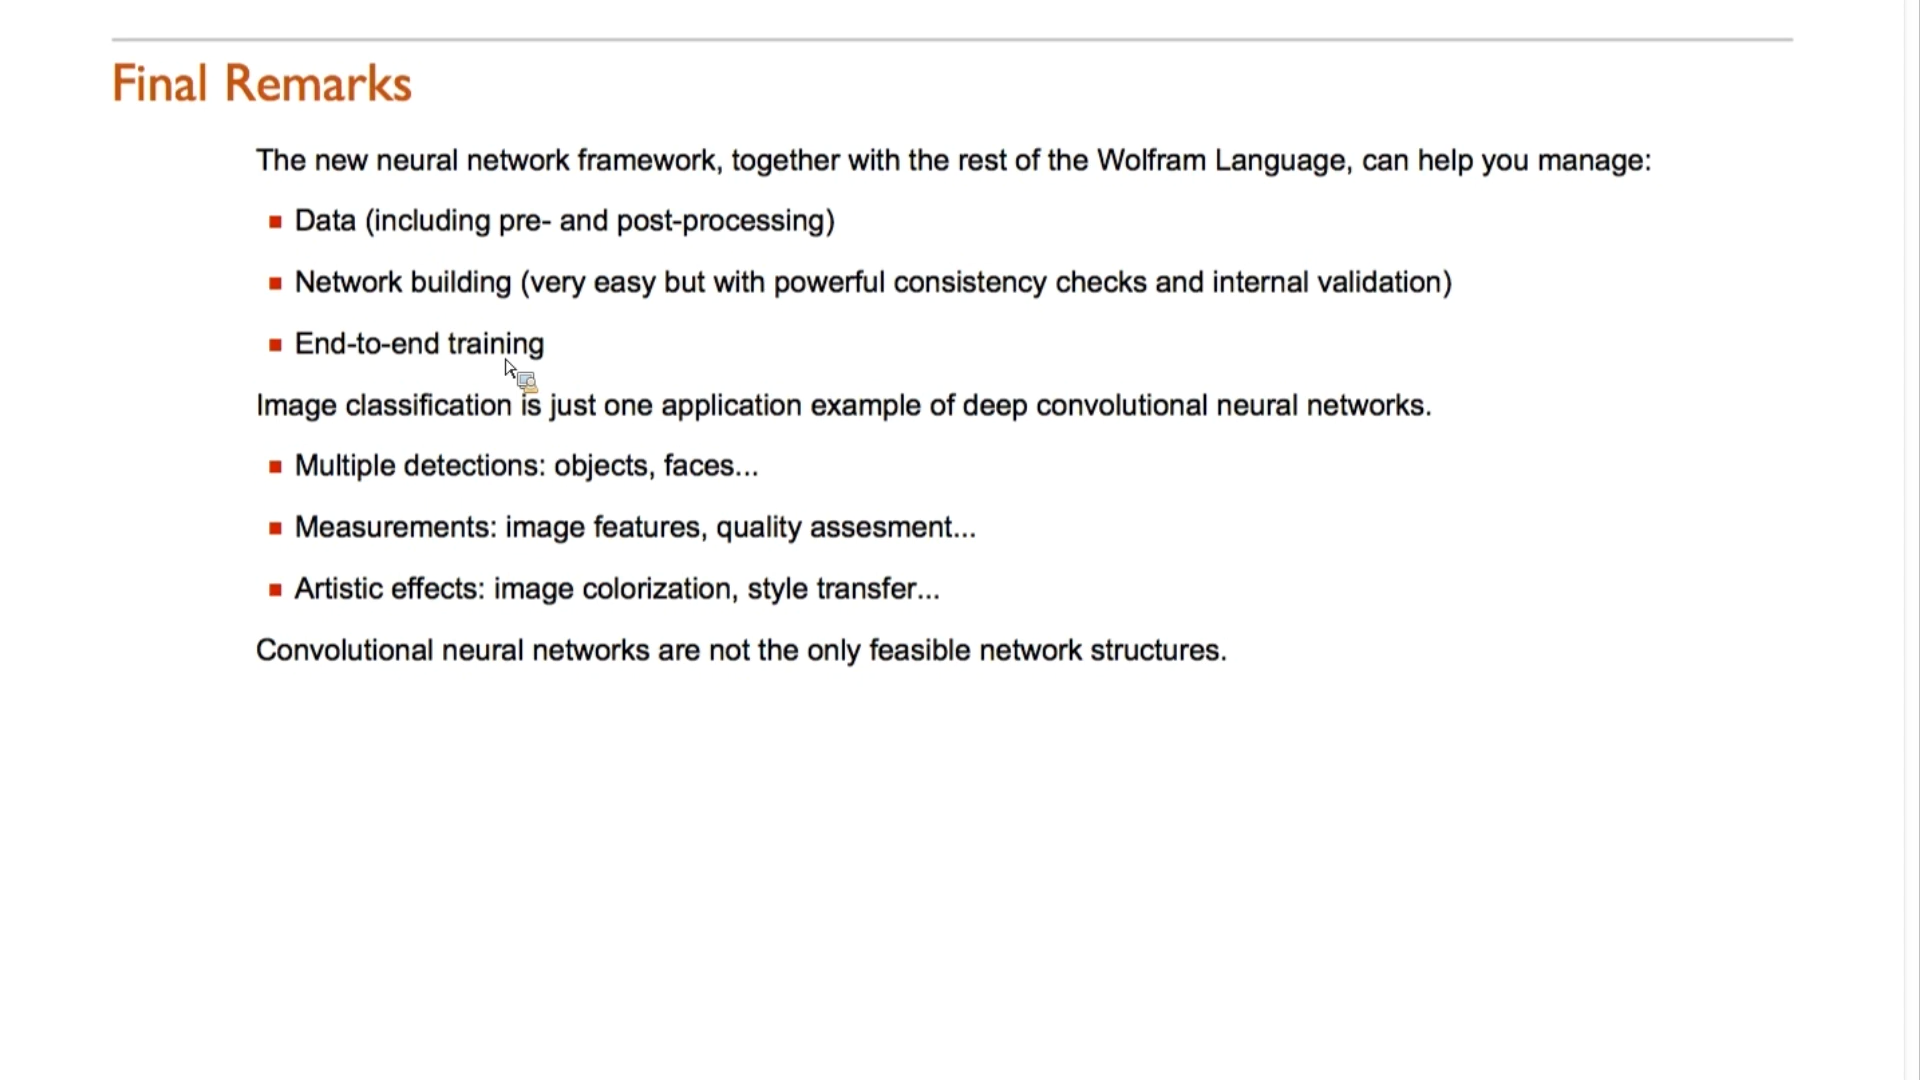 Final Remarks
The new neural network framework, together with the rest of the Wolfram Language, can help you manage:
Data (including pre- and post-processing)
Network building (very easy but with powerful consistency checks and internal validation)
End-to-end training
Image classification is just one application example of deep convolutional neural networks.
Multiple detections: objects, faces...
Measurements: image features, quality assesment...
Artistic effects: image colorization, style transfer...
Convolutional neural networks are not the only feasible network structures.